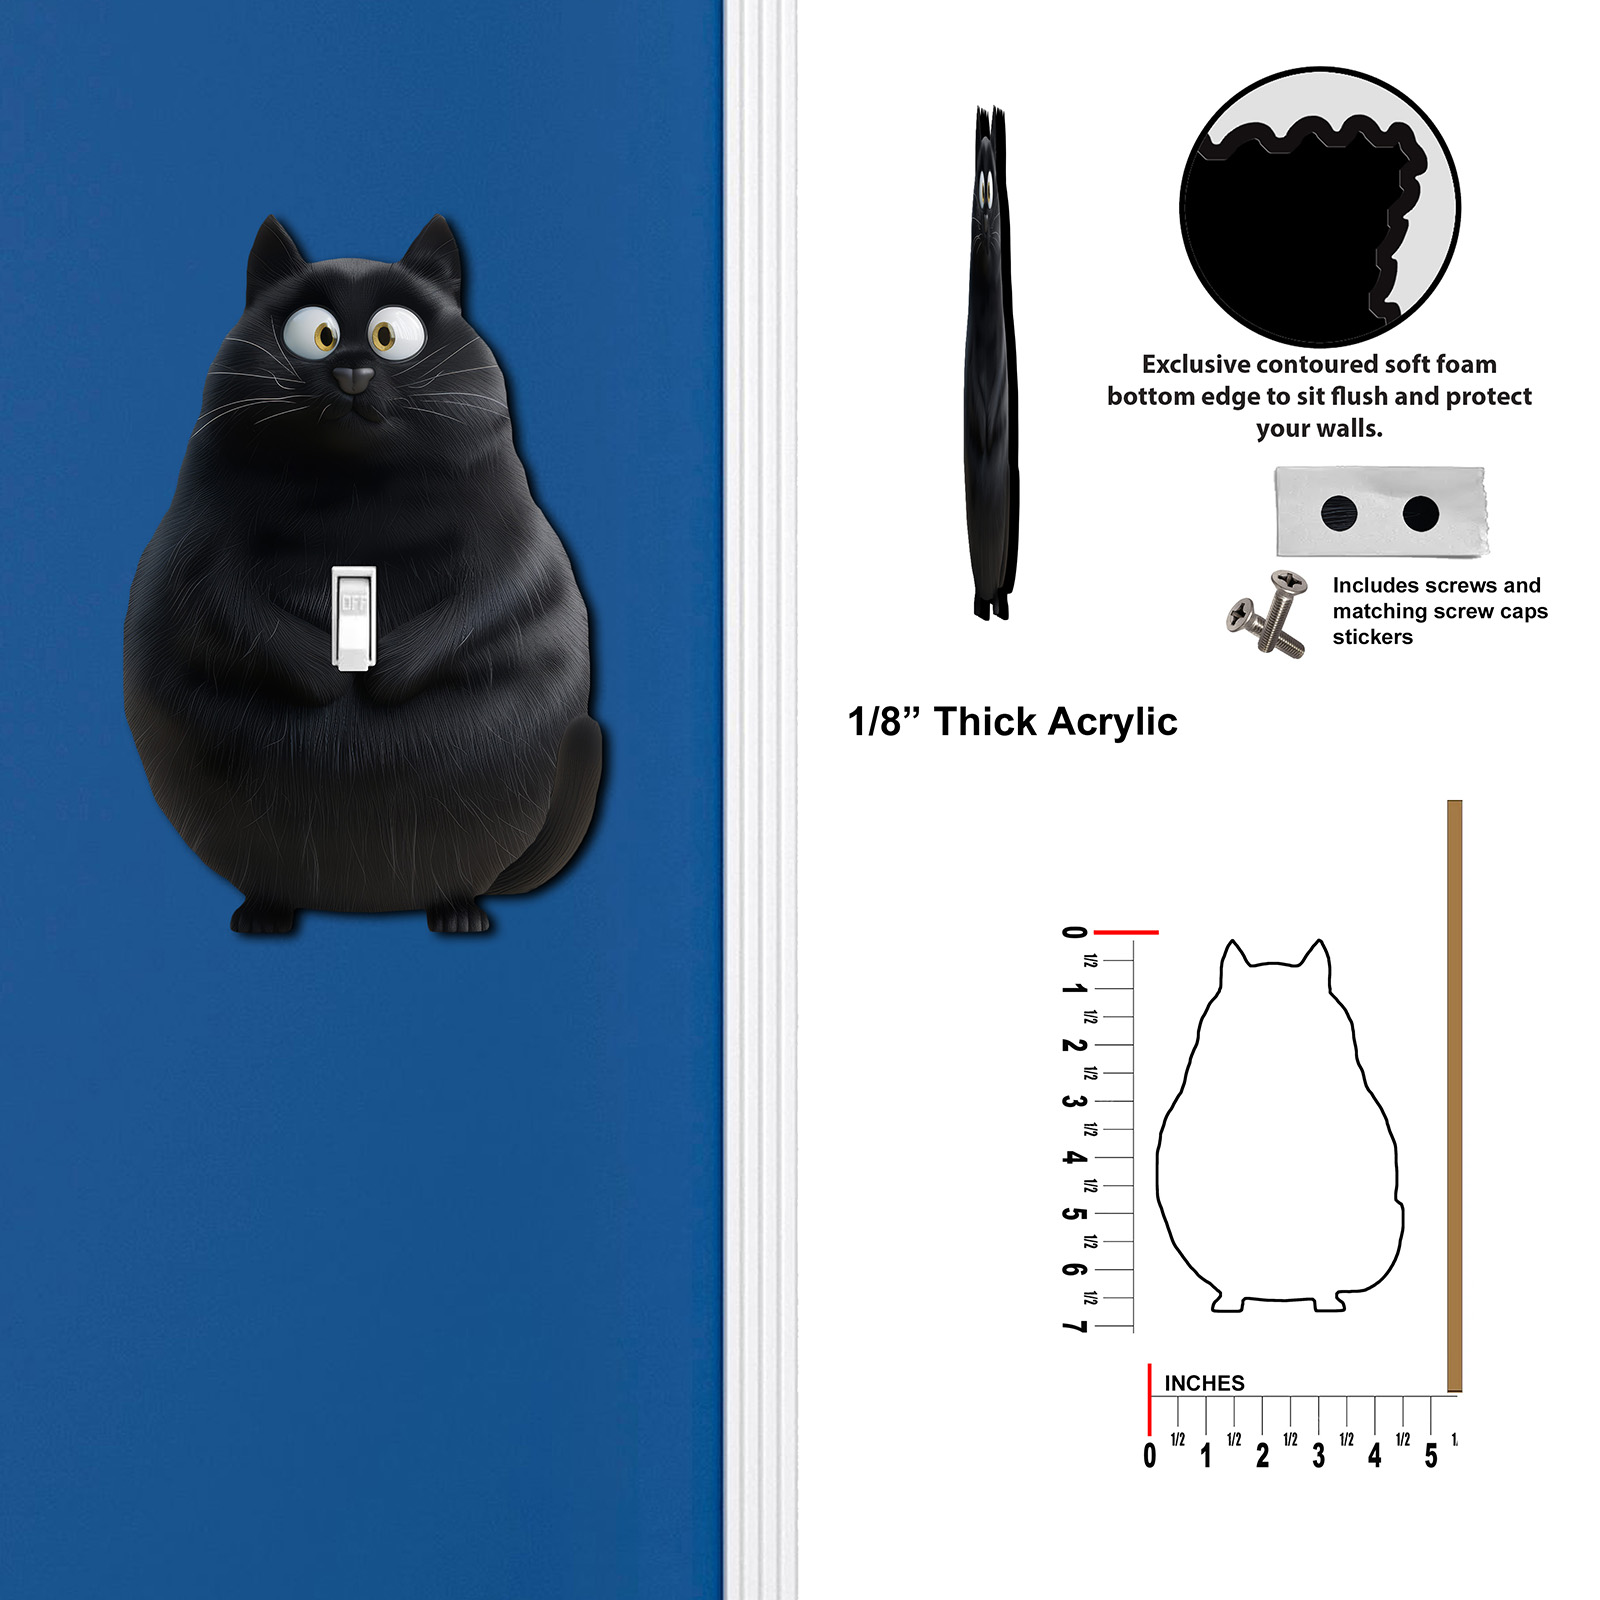 OFF
Exclusive contoured soft foam
bottom edge to sit flush and protect
your walls.
Includes screws and
matching screw caps
stickers
1/8” Thick Acrylic
0
1/2
1
1/2
2
1/2
3
1/2
4
1/2
5
1/2
6
1/2
7
INCHES
0 1/2 1 1/2 2 1/2 3 1/2 4 1/2 5